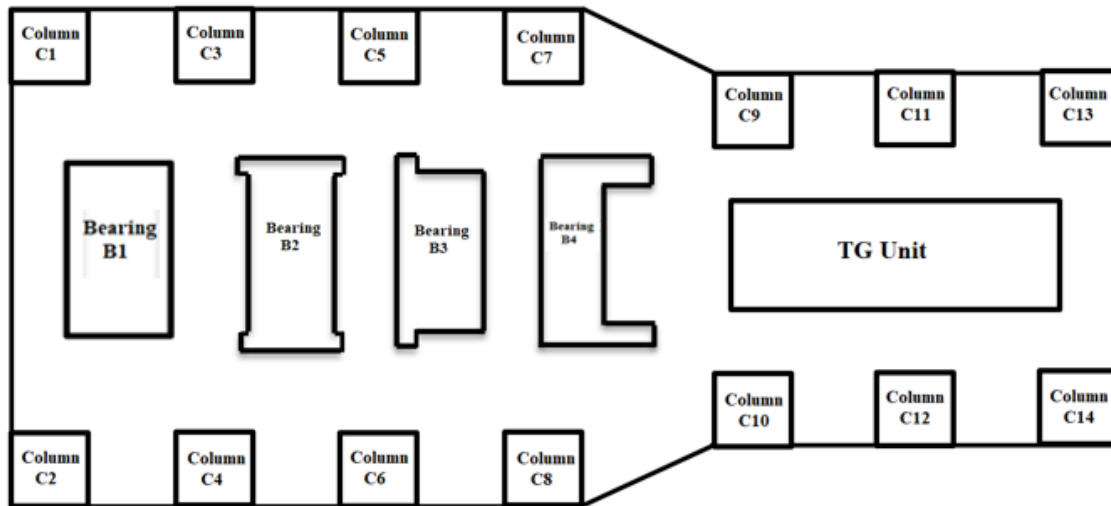 Column
C1
Column
C3
Column
C5
Column
C7
Column
C9
Column
C11
Column
C13
Bearing
B1
Bearing
B2
Bearing
B3
Bearing
B4
TG Unit
Column
C2
Column
C4
Column
C6
Column
C8
Column
C10
Column
C12
Column
C14